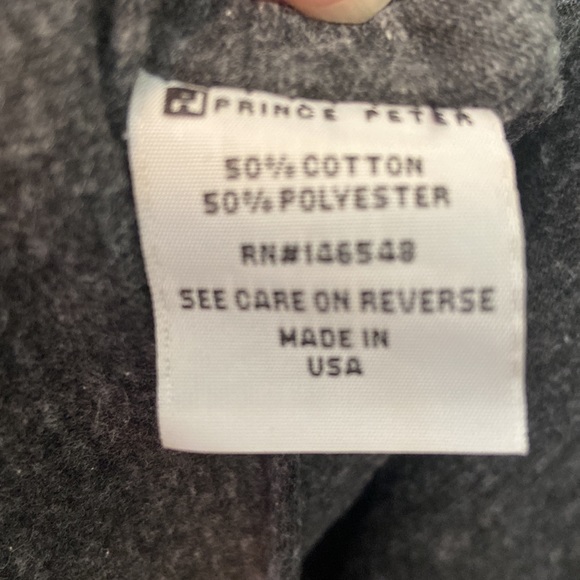 PRINCE PETER
50% COTTON
50% POLYESTER
RN#146548
SEE CARE ON REVERSE
MADE IN
USA